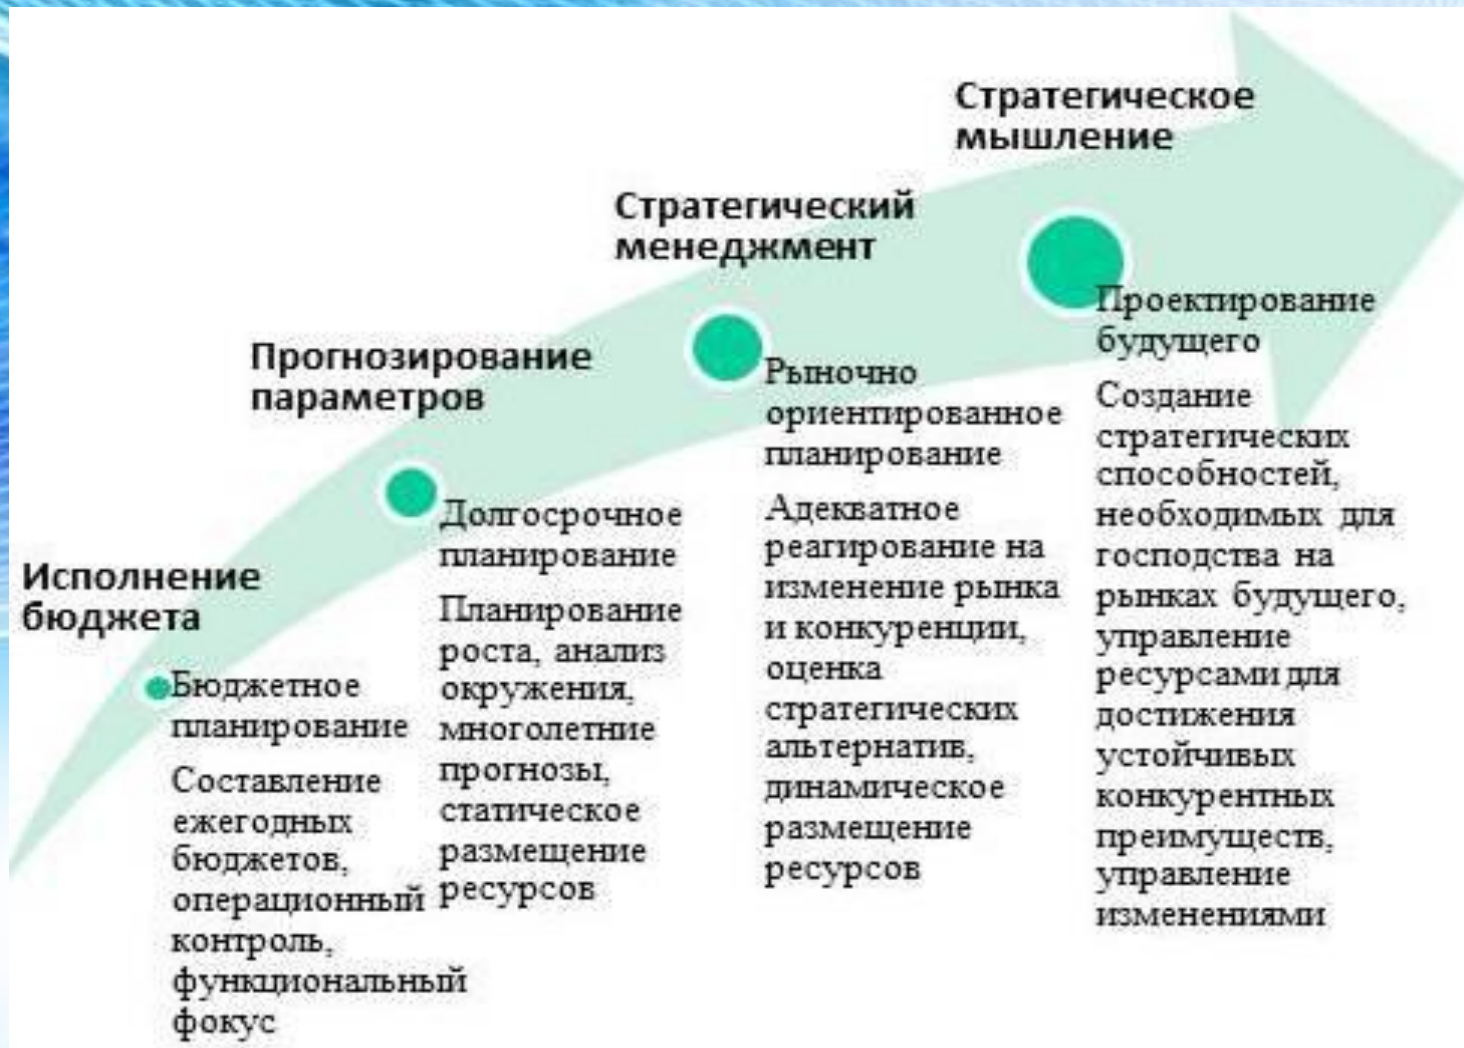 Исполнение
бюджета
Бюджетное
планирование
Составление
ежегодных
бюджетов,
операционный
контроль,
функциональный
фокус
Прогнозирование
параметров
Долгосрочное
планирование
Планирование
роста, анализ
окружения,
многолетние
прогнозы,
статическое
размещение
ресурсов
Стратегический
менеджмент
Рыночно
ориентированное
планирование
Адекватное
реагирование на
изменение рынка
и конкуренции,
оценка
стратегических
альтернатив,
динамическое
размещение
ресурсов
Стратегическое
мышление
Проектирование
будущего
Создание
стратегических
способностей,
необходимых для
господства на
рынках будущего,
управление
ресурсами для
достижения
устойчивых
конкурентных
преимуществ,
управление
изменениями